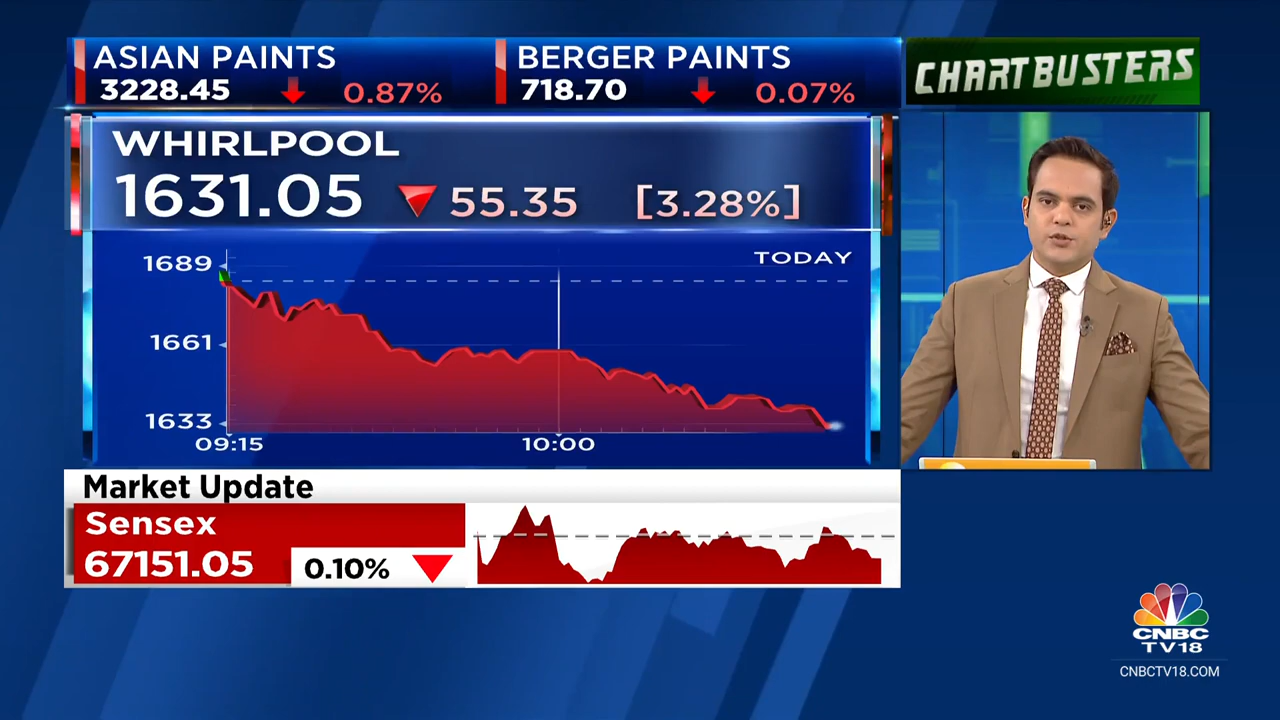 ASIAN PAINTS
3228.45 0.87%
BERGER PAINTS
718.70 0.07%
CHARTBUSTERS
WHIRLPOOL
1631.05 55.35 [3.28%]
TODAY
1689
1661
1633
09:15 10:00
Market Update
Sensex
67151.05 0.10%
CNBC
TV18
CNBCTV18.COM